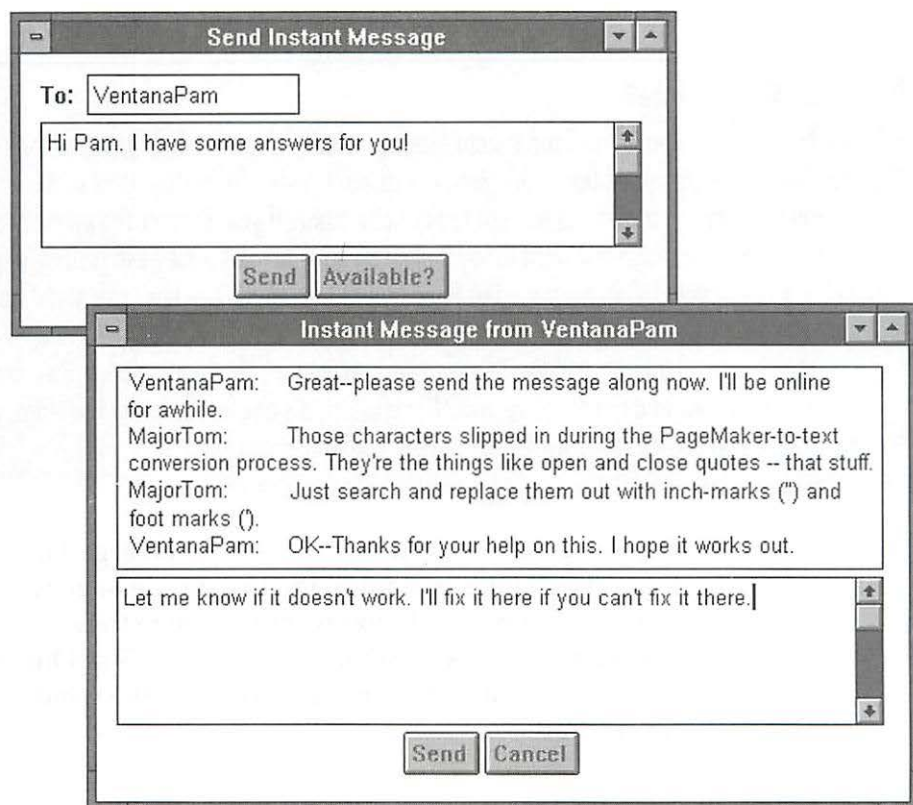 Send Instant Message
To: VentanaPam
Hi Pam. I have some answers for you!
Send Available?
Instant Message from VentanaPam
VentanaPam: Great--please send the message along now. I'll be online
for awhile.
MajorTom: Those characters slipped in during the PageMaker-to-text
conversion process. They're the things like open and close quotes -- that stuff.
MajorTom: Just search and replace them out with inch-marks (") and
foot marks (').
VentanaPam: OK--Thanks for your help on this. I hope it works out.
Let me know if it doesn't work. I'll fix it here if you can't fix it there.
Send Cancel